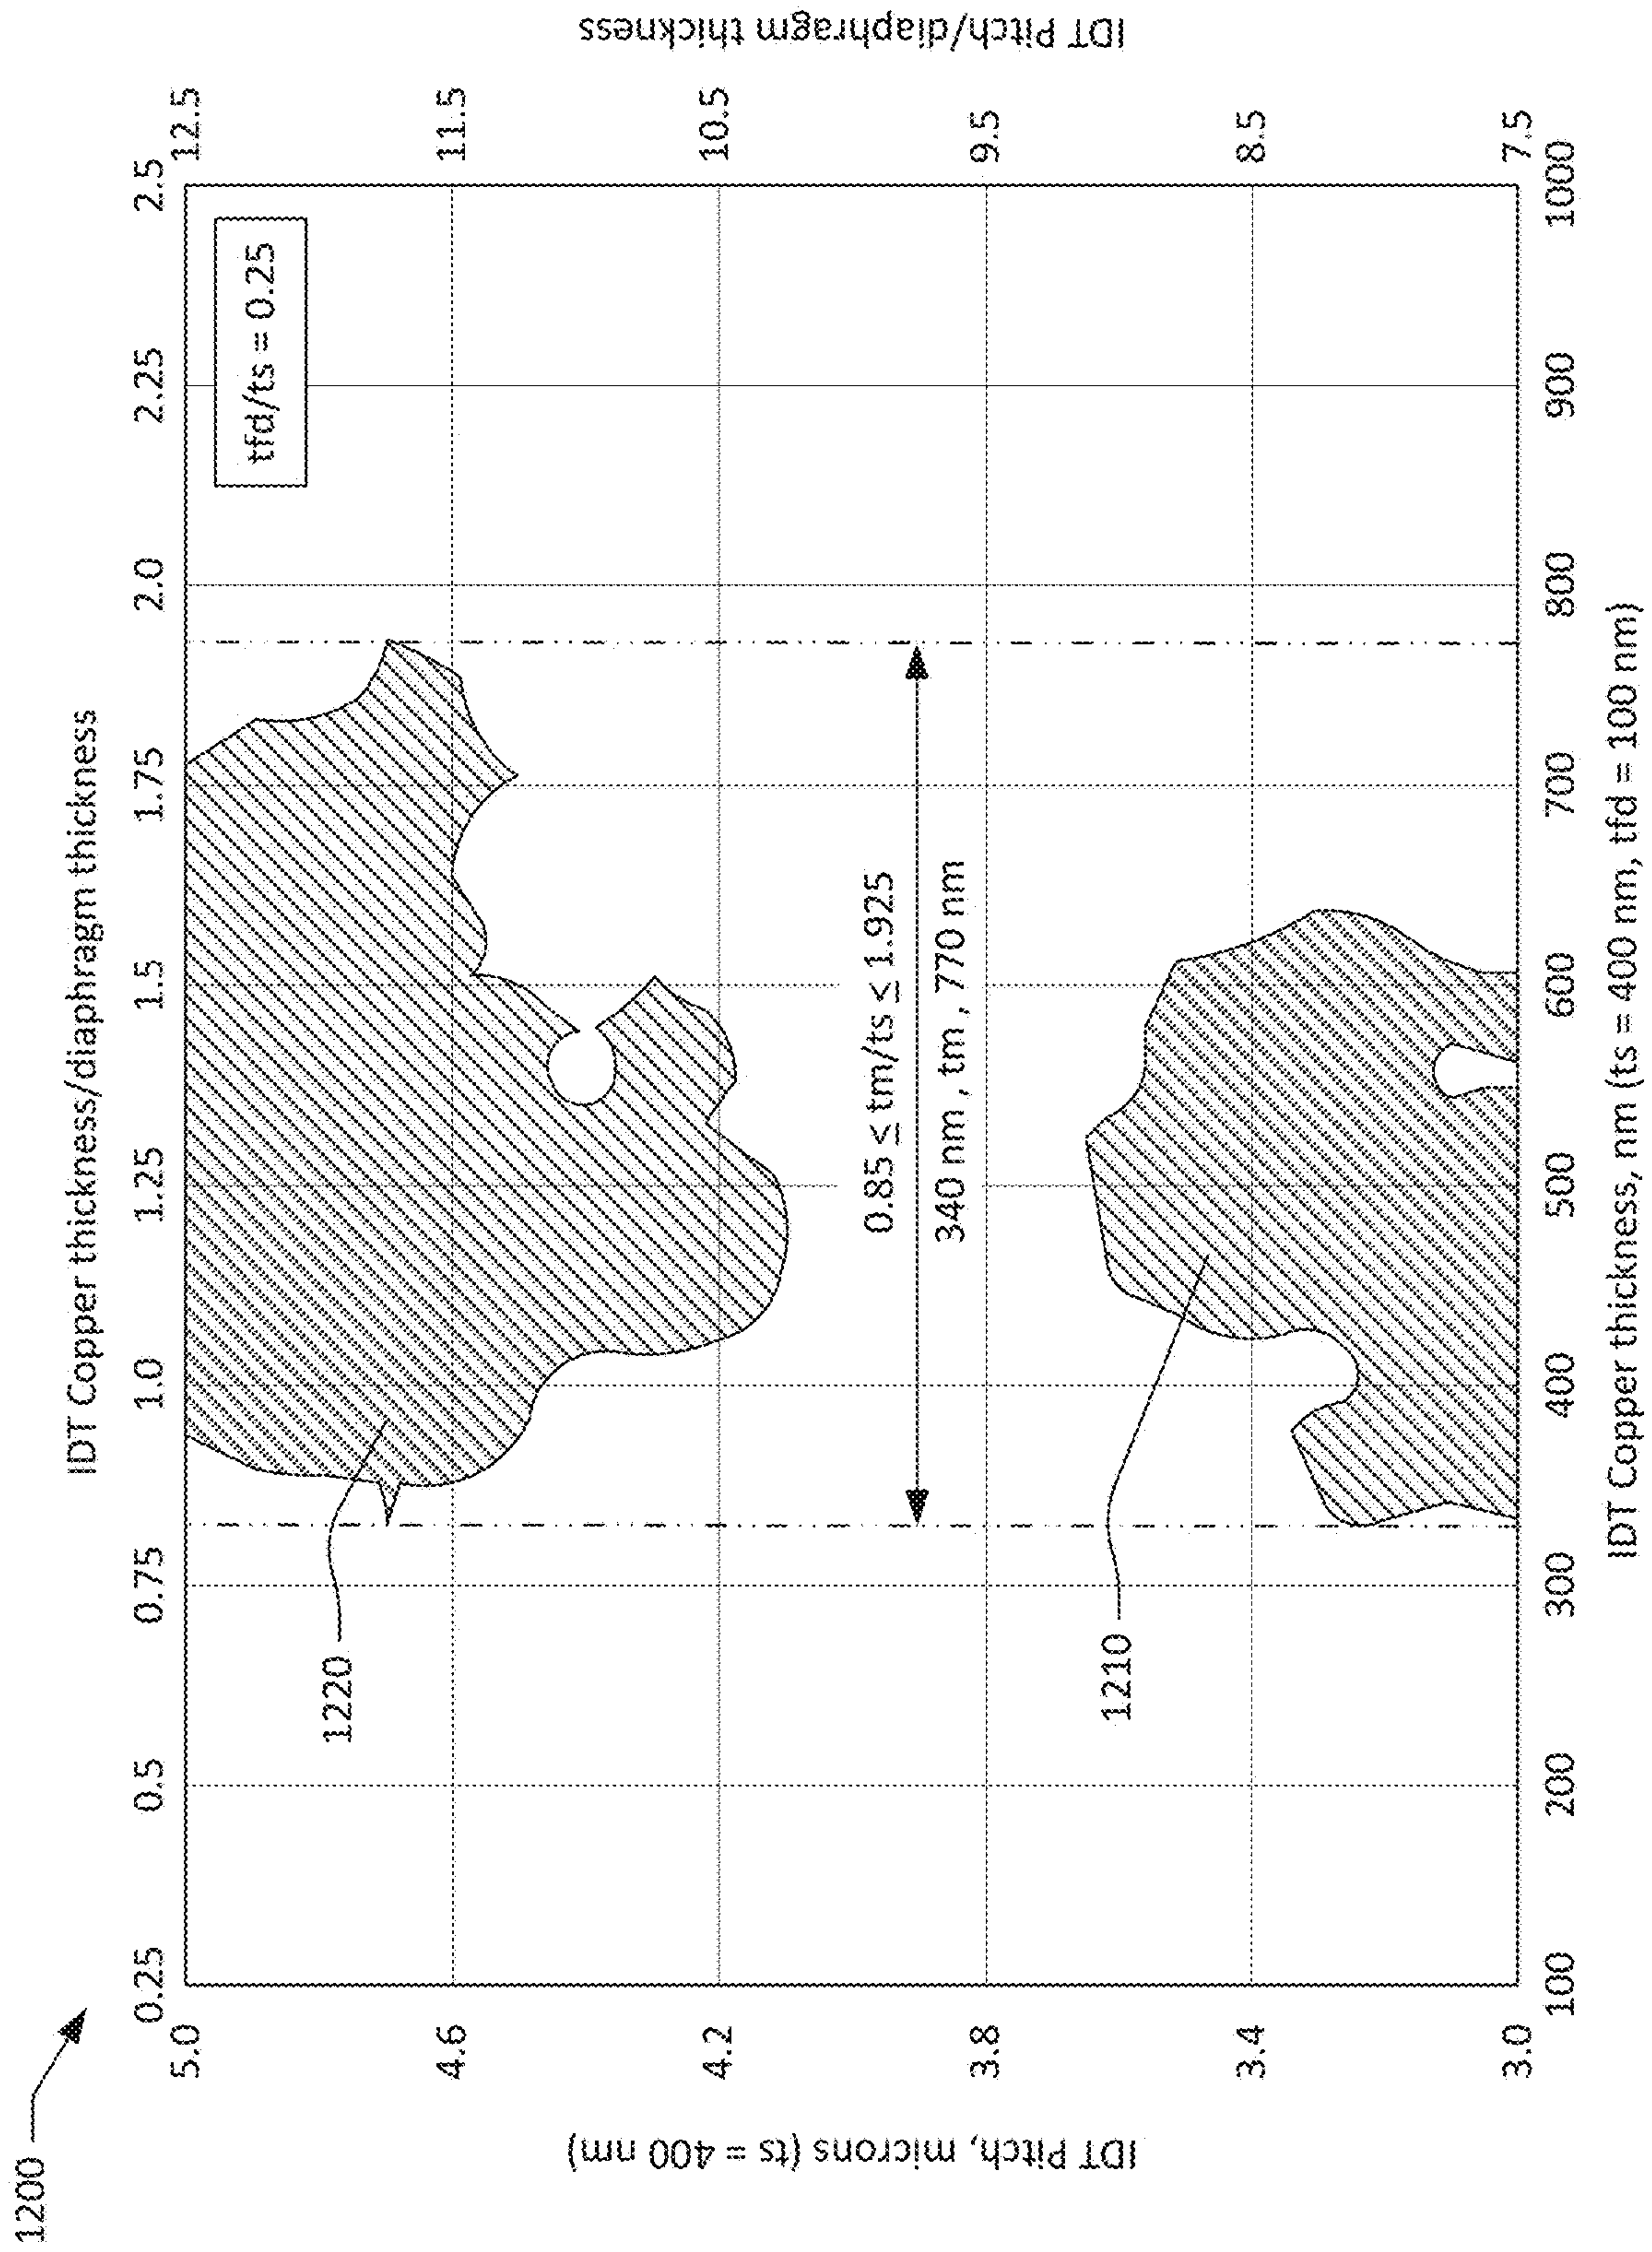 1200
IDT Copper thickness/diaphragm thickness
0.25 0.5 0.75 1.0 1.25 1.5 1.75 2.0 2.25 2.5
5.0 12.5
tfd/ts = 0.25
1220
4.6 11.5
4.2 10.5
0.85 ≤ tm/ts ≤ 1.925
340 nm , tm , 770 nm
3.8 9.5
1210
3.4 8.5
3.0 7.5
100 200 300 400 500 600 700 800 900 1000
IDT Copper thickness, nm (ts = 400 nm, tfd = 100 nm)
IDT Pitch, microns (ts = 400 nm)
IDT Pitch/diaphragm thickness